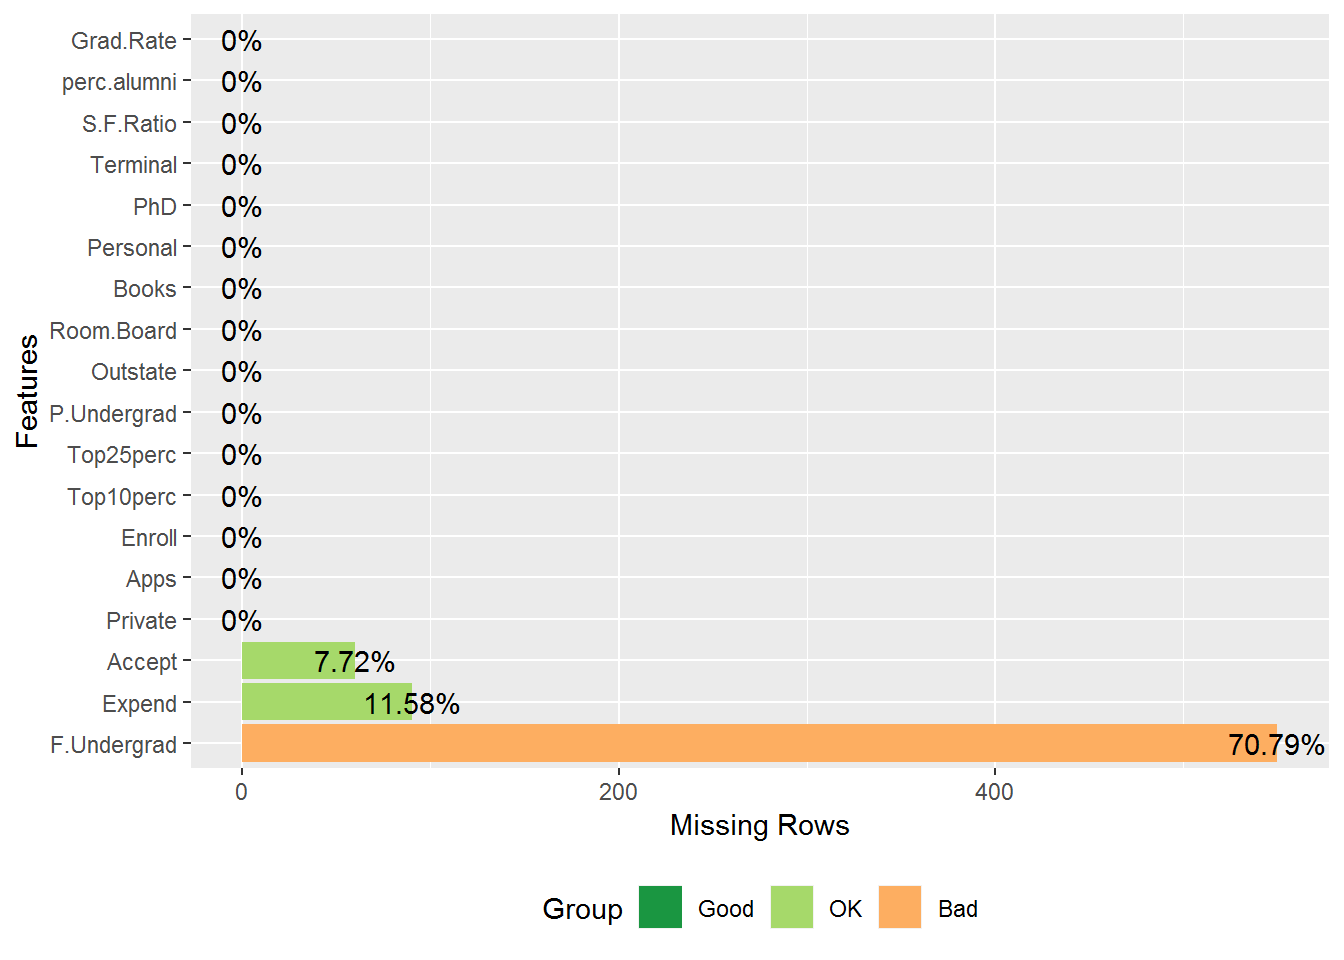 Features
Grad.Rate 0%
perc.alumni 0%
S.F.Ratio 0%
Terminal 0%
PhD 0%
Personal 0%
Books 0%
Room.Board 0%
Outstate 0%
P.Undergrad 0%
Top25perc 0%
Top10perc 0%
Enroll 0%
Apps 0%
Private 0%
Accept 7.72%
Expend 11.58%
F.Undergrad 70.79%
0 200 400
Missing Rows
Group Good OK Bad